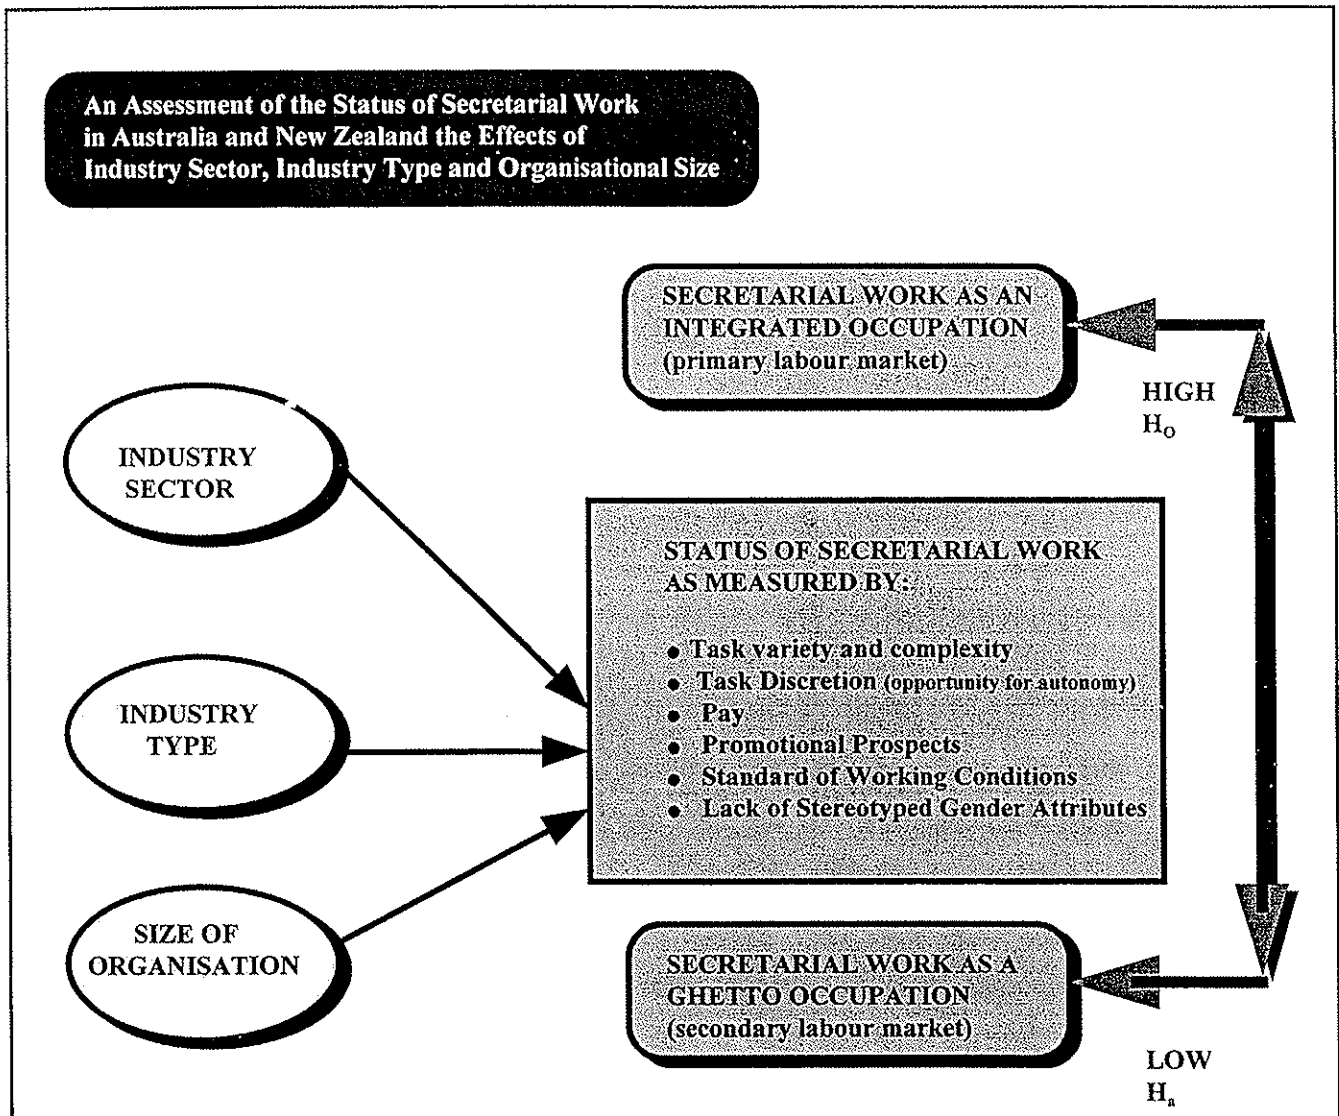 An Assessment of the Status of Secretarial Work
in Australia and New Zealand the Effects of
Industry Sector, Industry Type and Organisational Size
SECRETARIAL WORK AS AN
INTEGRATED OCCUPATION
(primary labour market)
HIGH
H₀
INDUSTRY
SECTOR
STATUS OF SECRETARIAL WORK
AS MEASURED BY:
● Task variety and complexity
● Task Discretion (opportunity for autonomy)
● Pay
● Promotional Prospects
● Standard of Working Conditions
● Lack of Stereotyped Gender Attributes
INDUSTRY
TYPE
SIZE OF
ORGANISATION
SECRETARIAL WORK AS A
GHETTO OCCUPATION
(secondary labour market)
LOW
Hₐ